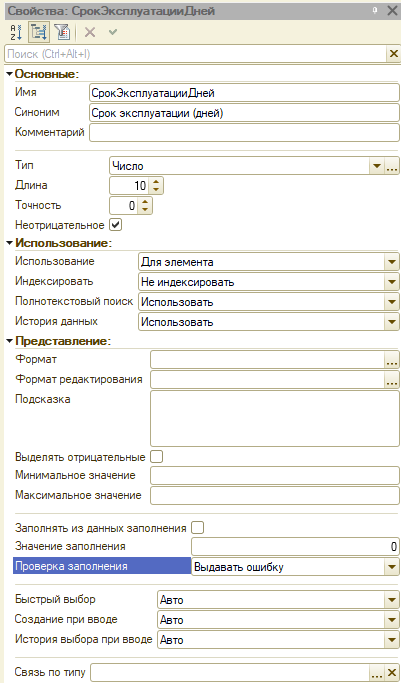 Свойства: СрокЭксплуатацииДней
Поиск (Ctrl+Alt+I)
Основные:
Имя СрокЭксплуатацииДней
Синоним Срок эксплуатации (дней)
Комментарий
Тип Число
Длина 10
Точность 0
Неотрицательное
Использование:
Использование Для элемента
Индексировать Не индексировать
Полнотекстовый поиск Использовать
История данных Использовать
Представление:
Формат
Формат редактирования
Подсказка
Выделять отрицательные
Минимальное значение
Максимальное значение
Заполнять из данных заполнения
Значение заполнения 0
Проверка заполнения Выдавать ошибку
Быстрый выбор Авто
Создание при вводе Авто
История выбора при вводе Авто
Связь по типу